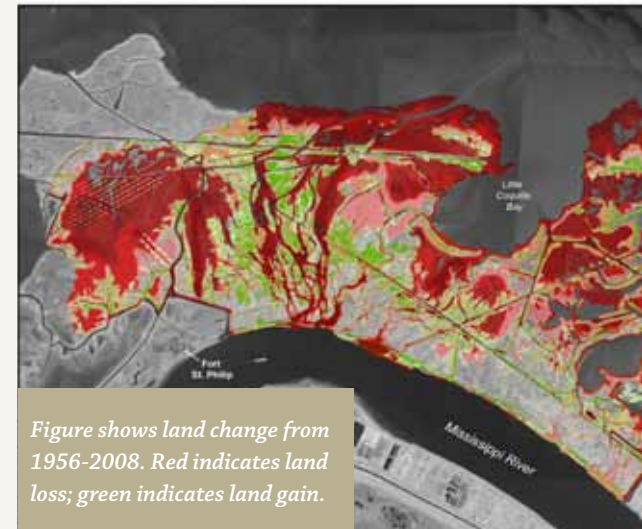 Little
Coquille
Bay
Fort
St. Philip
Mississippi River
Figure shows land change from
1956-2008. Red indicates land
loss; green indicates land gain.